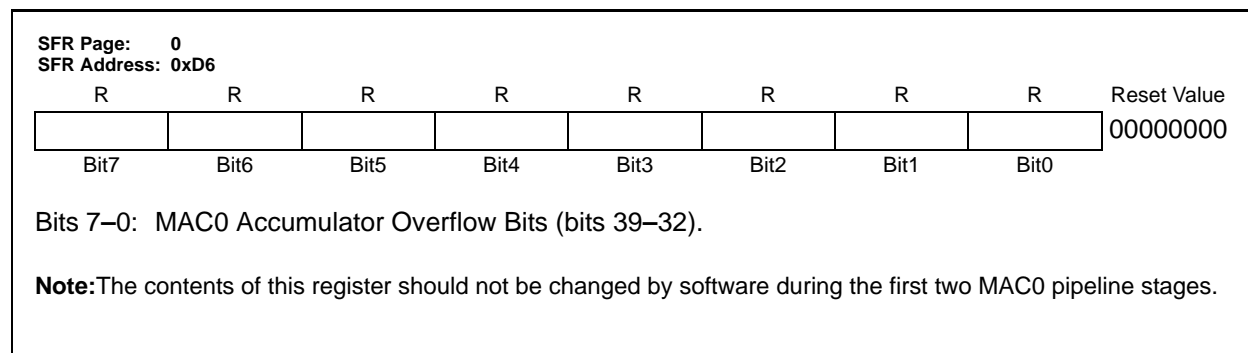 SFR Page: 0
SFR Address: 0xD6
R R R R R R R R Reset Value
00000000
Bit7 Bit6 Bit5 Bit4 Bit3 Bit2 Bit1 Bit0
Bits 7–0: MAC0 Accumulator Overflow Bits (bits 39–32).
Note:The contents of this register should not be changed by software during the first two MAC0 pipeline stages.